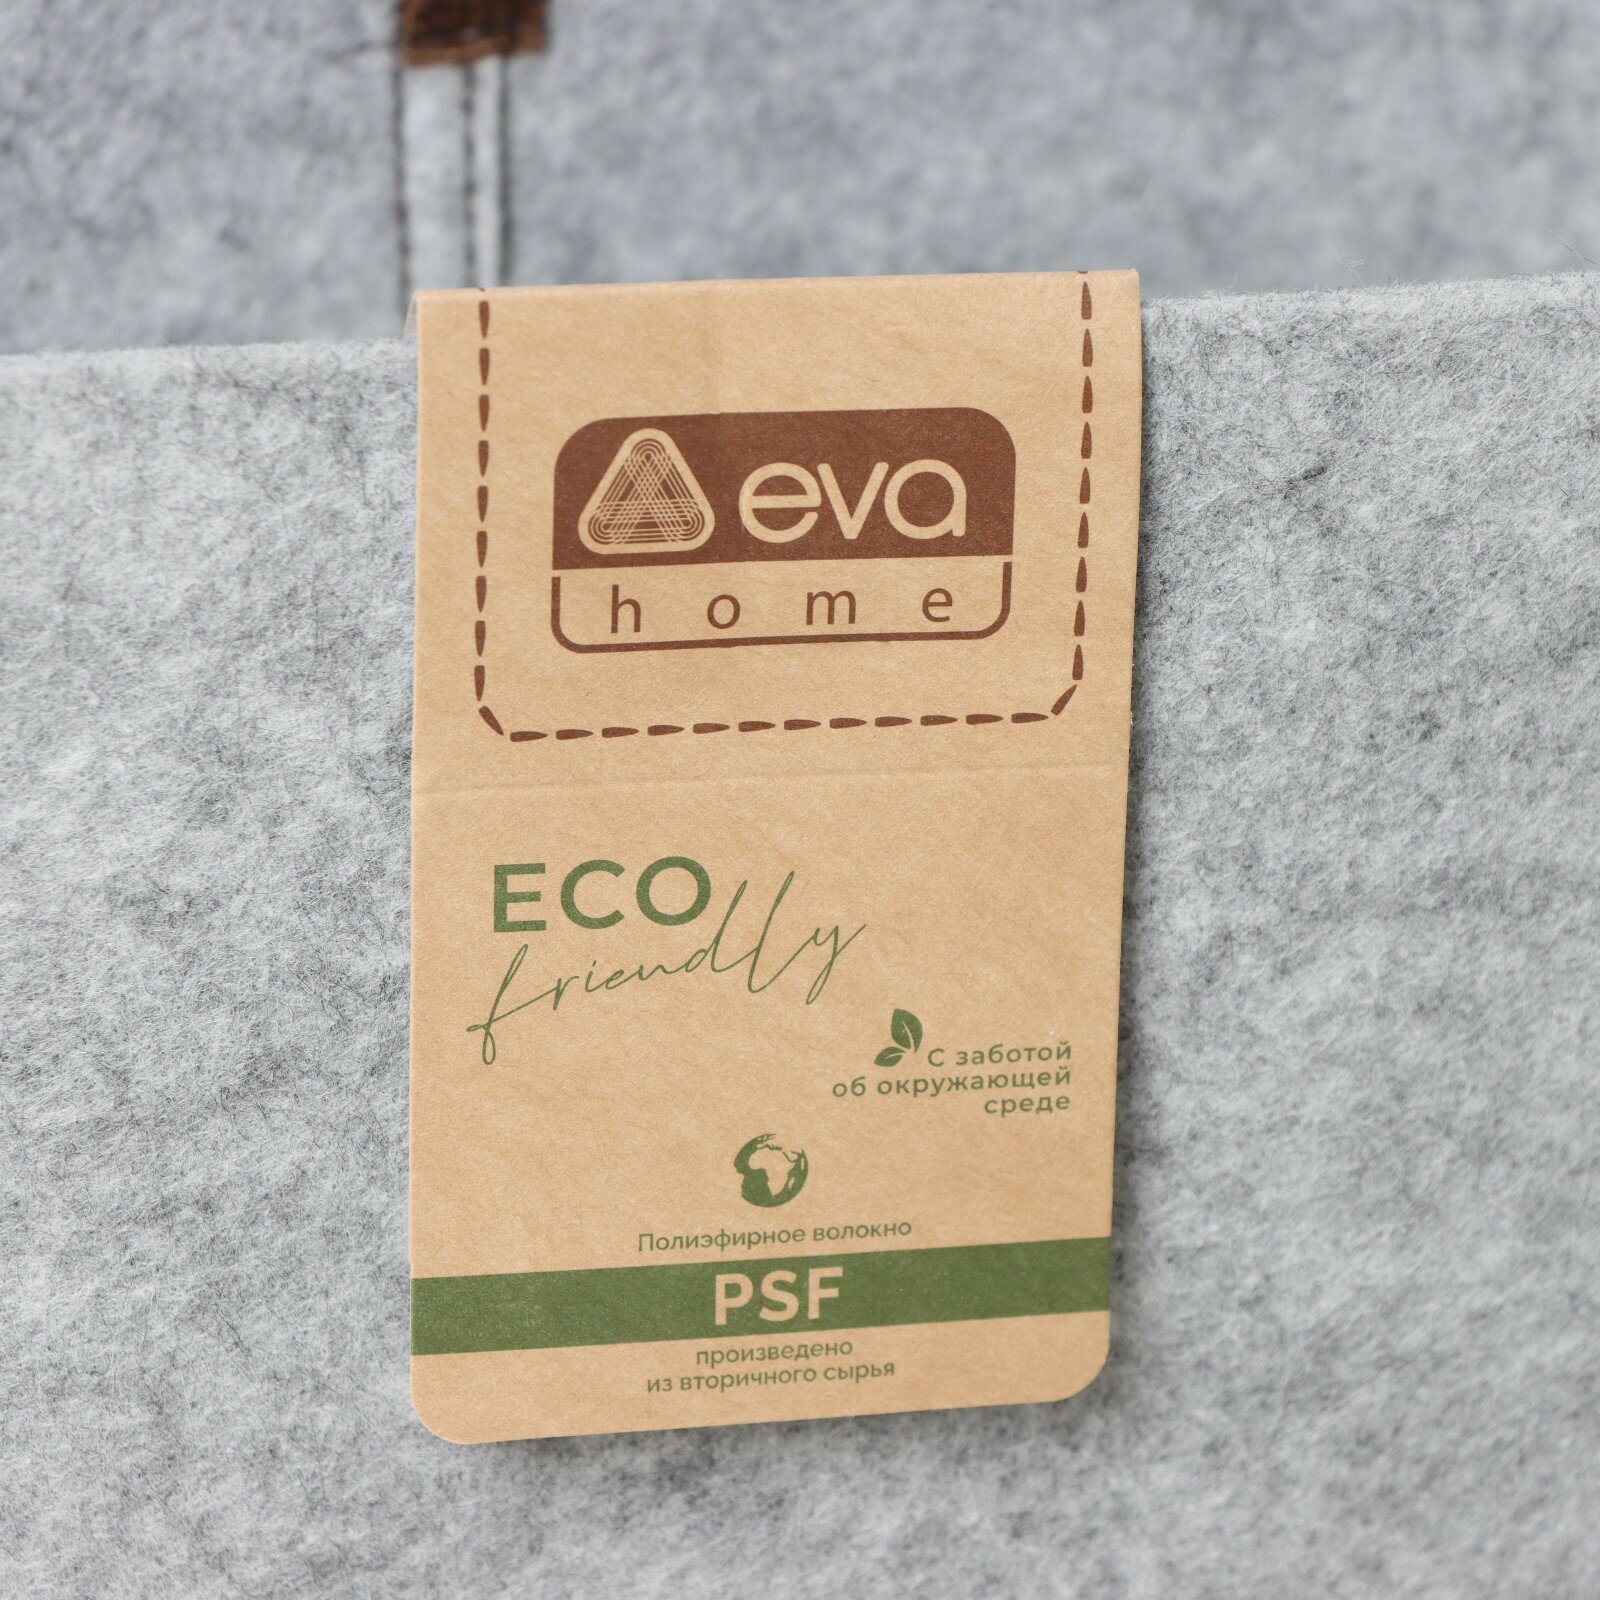 eva
home
ECO
friendly
С заботой
об окружающей
среде
Полиэфирное волокно
PSF
произведено
из вторичного сырья